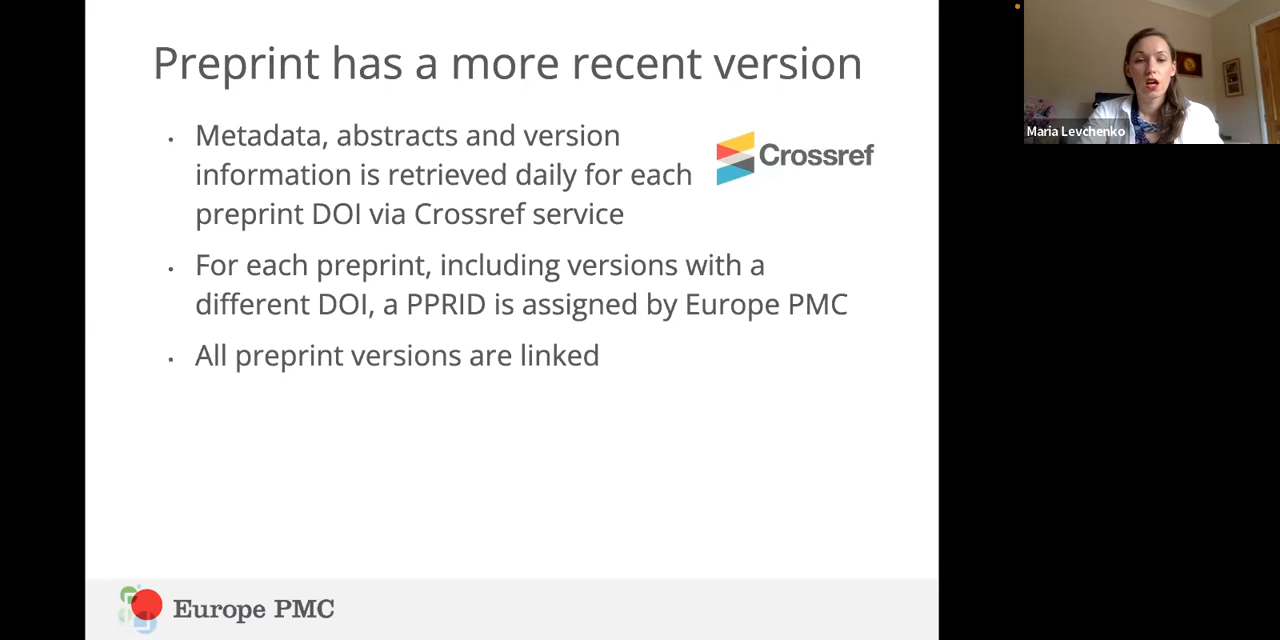 Preprint has a more recent version
• Metadata, abstracts and version
information is retrieved daily for each
preprint DOI via Crossref service
Crossref
• For each preprint, including versions with a
different DOI, a PPRID is assigned by Europe PMC
• All preprint versions are linked
Europe PMC
Maria Levchenko